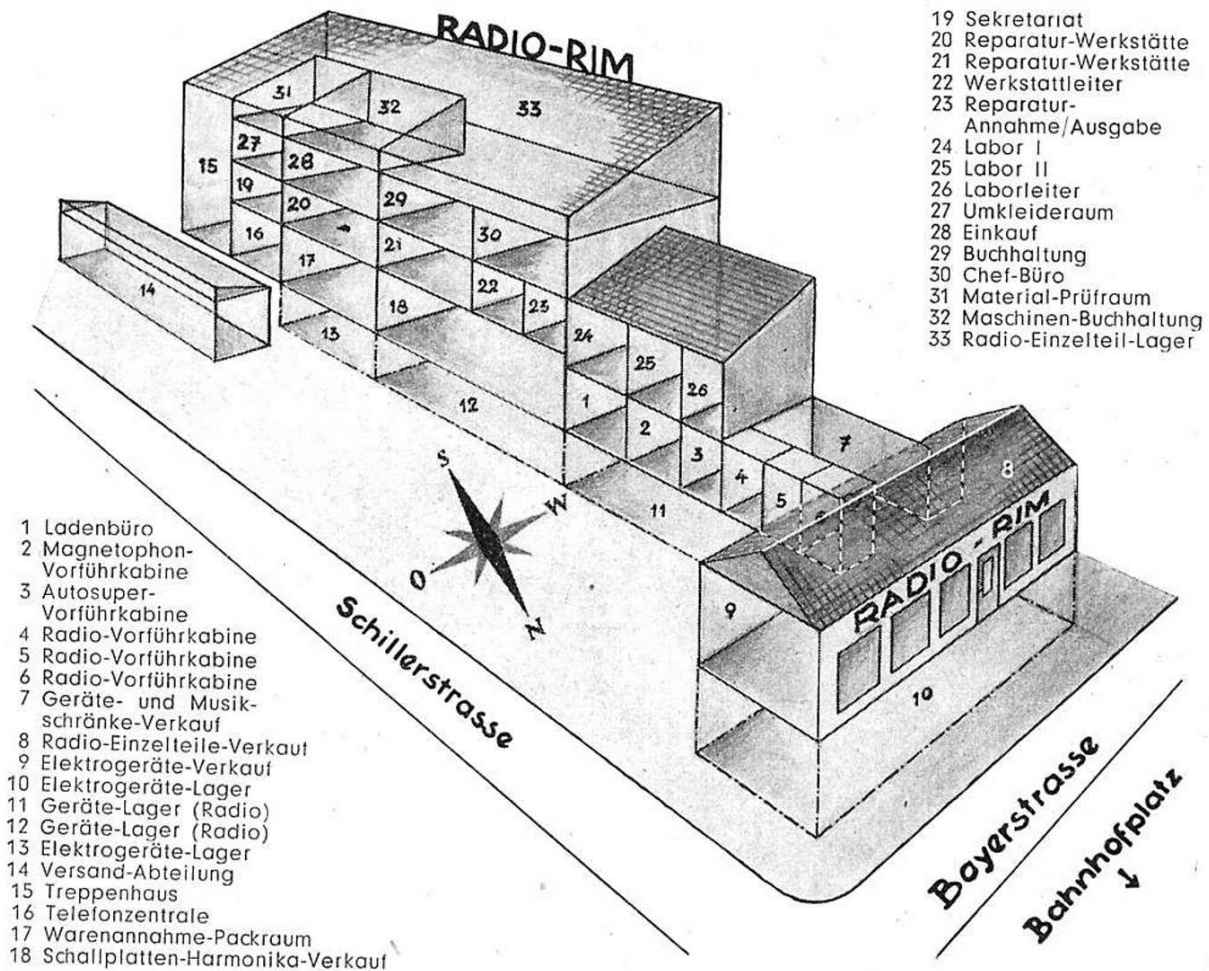 RADIO-RIM
19 Sekretariat
20 Reparatur-Werkstätte
21 Reparatur-Werkstätte
22 Werkstattleiter
23 Reparatur-
Annahme/Ausgabe
24 Labor I
25 Labor II
26 Laborleiter
27 Umkleideraum
28 Einkauf
29 Buchhaltung
30 Chef-Büro
31 Material-Prüfraum
32 Maschinen-Buchhaltung
33 Radio-Einzelteil-Lager
31
32
33
27
28
15
19
20
29
16
30
17
21
22
23
14
18
24
13
25
26
12
1
2
3
4
7
5
6
8
11
S
W
O
N
RADIO-RIM
9
10
Schillerstrasse
Bayerstrasse
Bahnhofplatz
↓
1 Ladenbüro
2 Magnetophon-
Vorführkabine
3 Autosuper-
Vorführkabine
4 Radio-Vorführkabine
5 Radio-Vorführkabine
6 Radio-Vorführkabine
7 Geräte- und Musik-
schränke-Verkauf
8 Radio-Einzelteile-Verkauf
9 Elektrogeräte-Verkauf
10 Elektrogeräte-Lager
11 Geräte-Lager (Radio)
12 Geräte-Lager (Radio)
13 Elektrogeräte-Lager
14 Versand-Abteilung
15 Treppenhaus
16 Telefonzentrale
17 Warenannahme-Packraum
18 Schallplatten-Harmonika-Verkauf